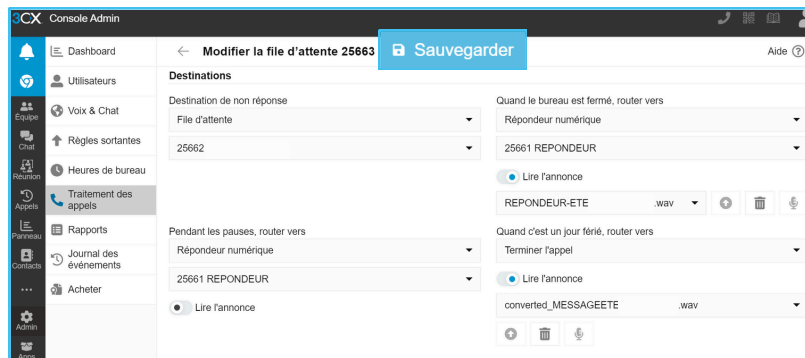 3CX Console Admin
Dashboard
Utilisateurs
Voix & Chat
Règles sortantes
Heures de bureau
Traitement des appels
Rapports
Journal des événements
Acheter
Équipe
Chat
Réunion
Appels
Panneau
Contacts
Admin
Apps
← Modifier la file d'attente 25663
Sauvegarder
Aide ?
Destinations
Destination de non réponse
File d'attente
25662
Quand le bureau est fermé, router vers
Répondeur numérique
25661 REPONDEUR
Lire l'annonce
REPONDEUR-ETE .wav
Pendant les pauses, router vers
Répondeur numérique
25661 REPONDEUR
Lire l'annonce
Quand c'est un jour férié, router vers
Terminer l'appel
Lire l'annonce
converted_MESSAGEETE .wav